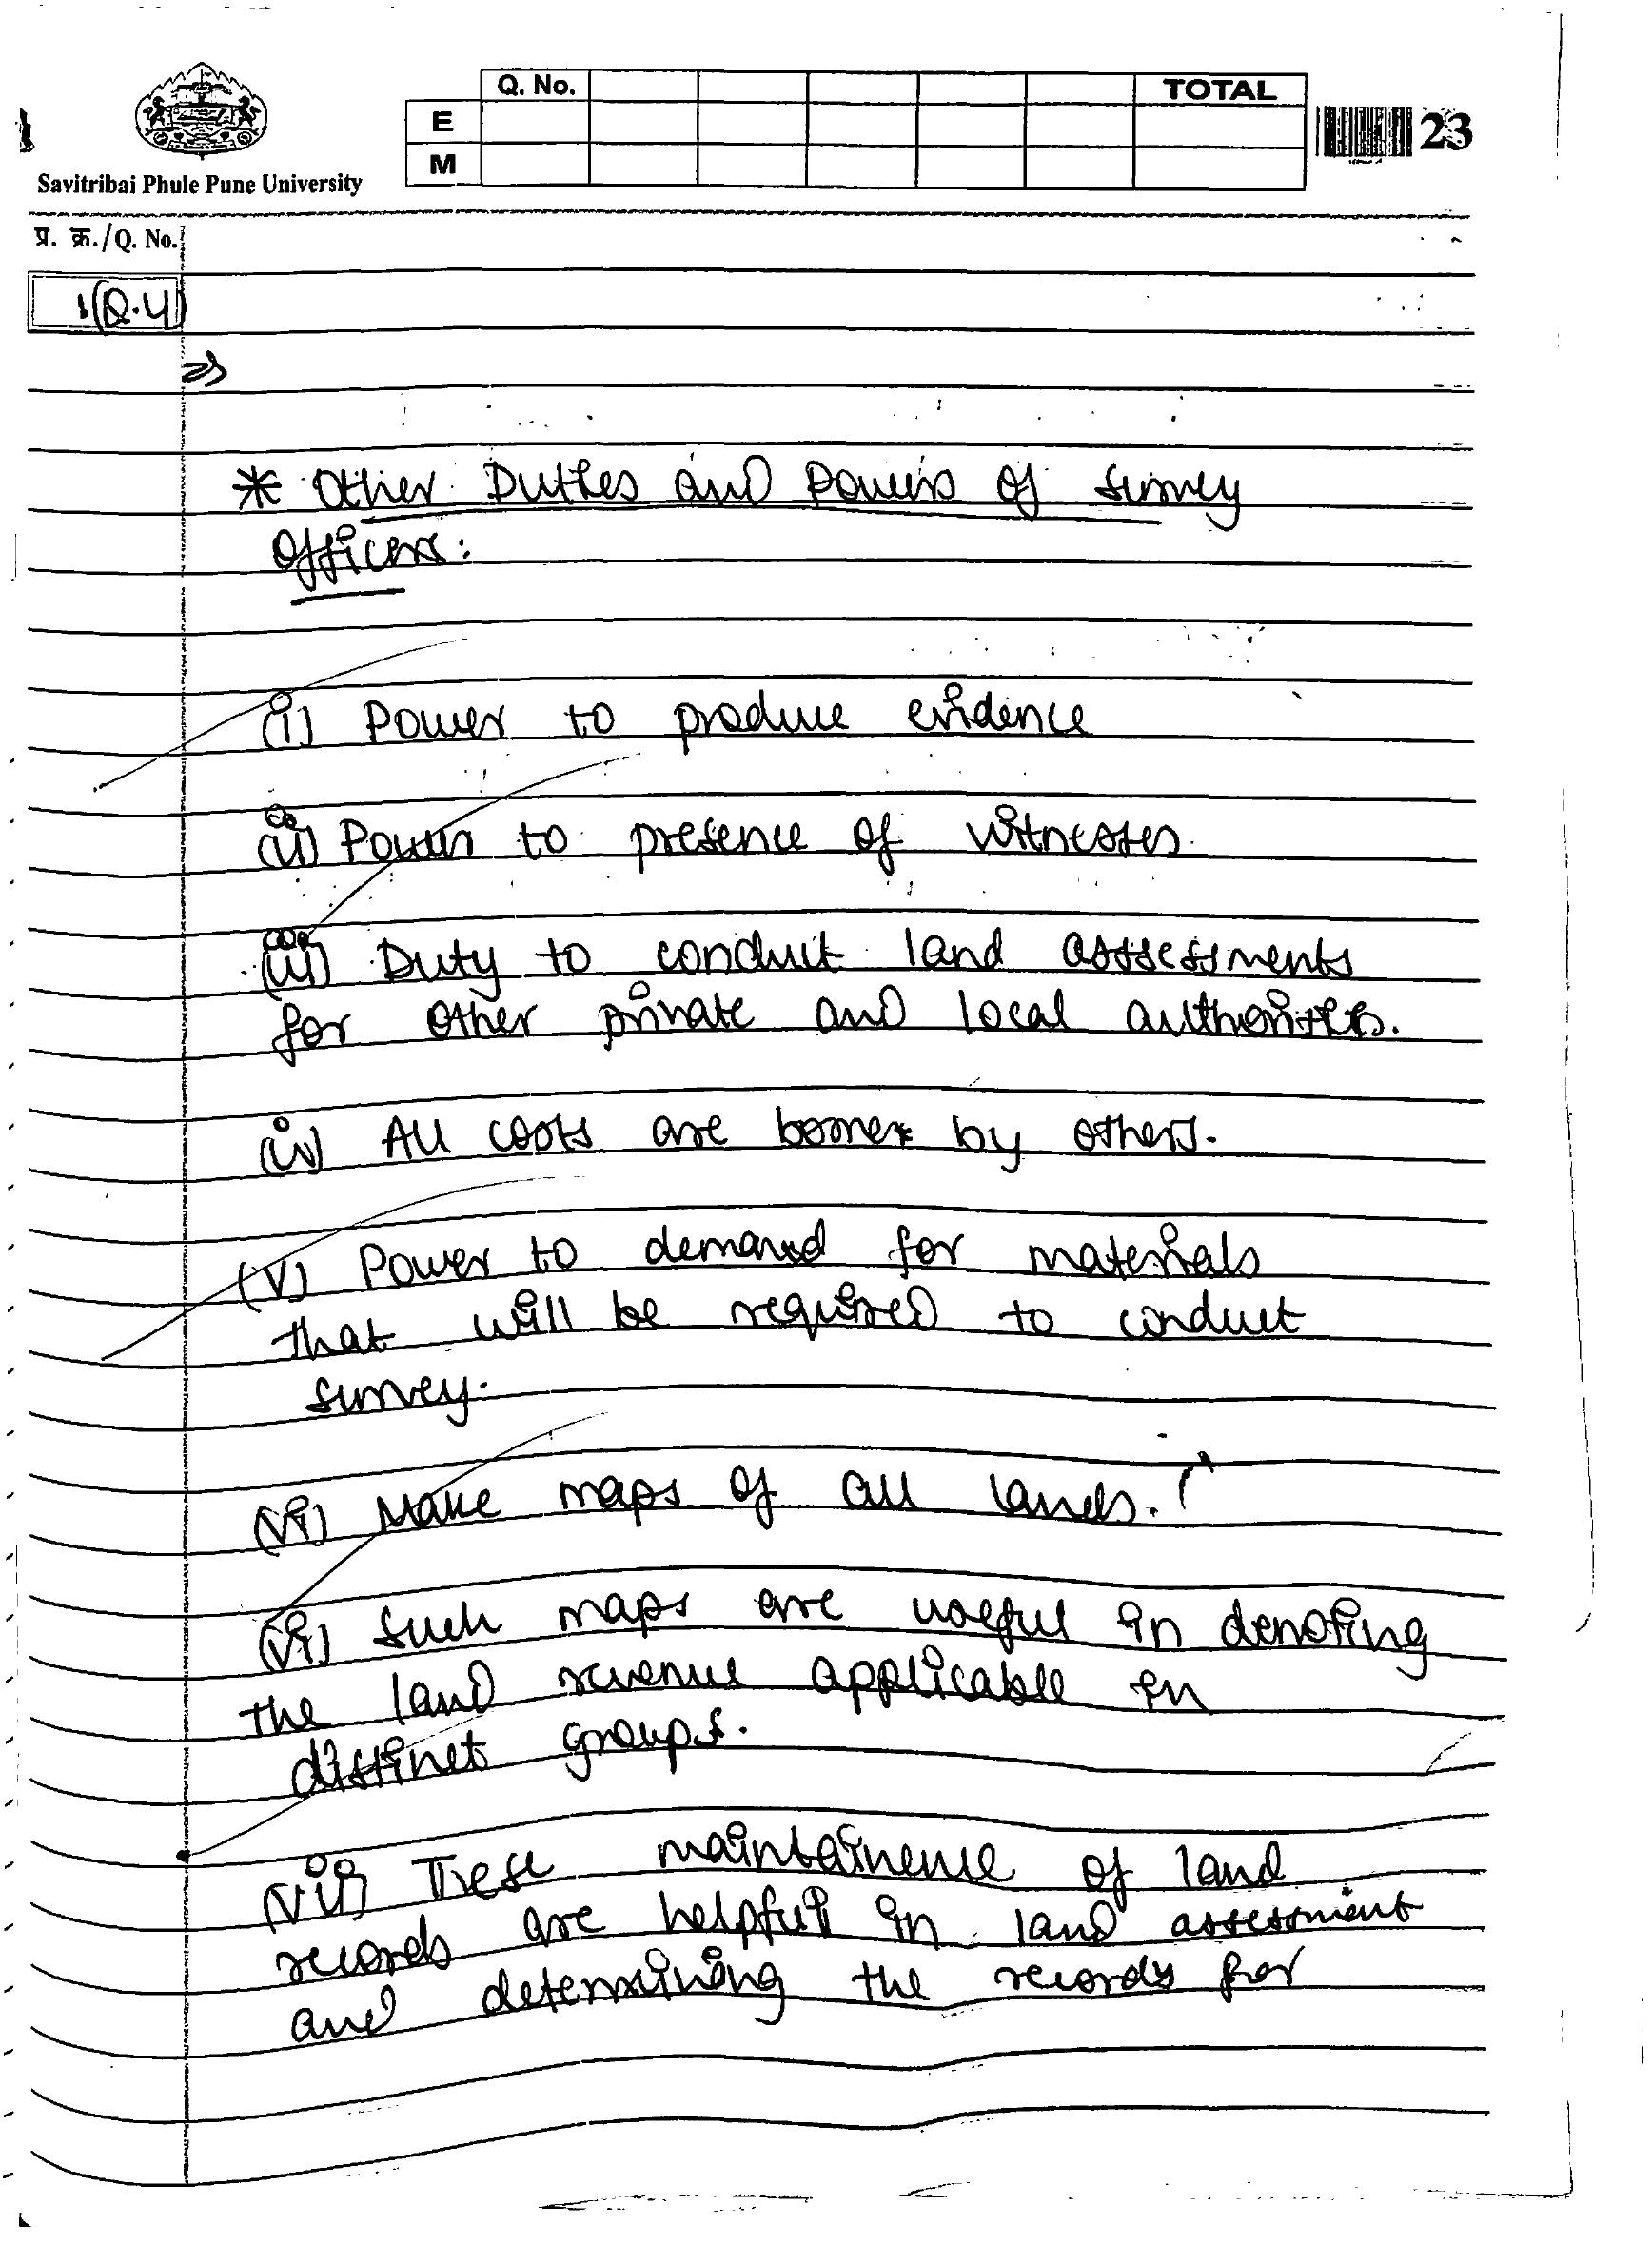 Q. No. TOTAL
E
M
23
Savitribai Phule Pune University
प्र. क्र./Q. No.
(Q.4)
=>
* Other Duties and Powers of Survey
Officers:
(i) Power to produce evidence
(ii) Power to presence of witnesses.
(iii) Duty to conduct land assessments
for other private and local authorities.
(iv) All costs are borne by others.
(v) Power to demand for materials
that will be required to conduct
survey.
(vi) Make maps of all lands.
(vi) Such maps are useful in denoting
the land revenue applicable in
distinct groups.
(vii) These maintainence of land
records are helpful in land assessment
and determining the records for